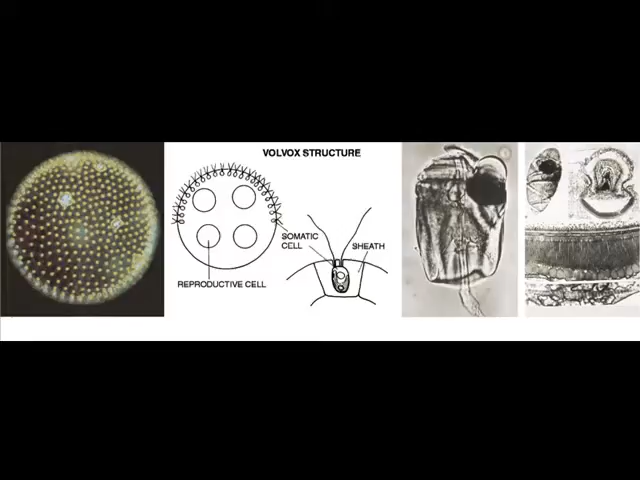 VOLVOX STRUCTURE
SOMATIC
CELL
SHEATH
REPRODUCTIVE CELL